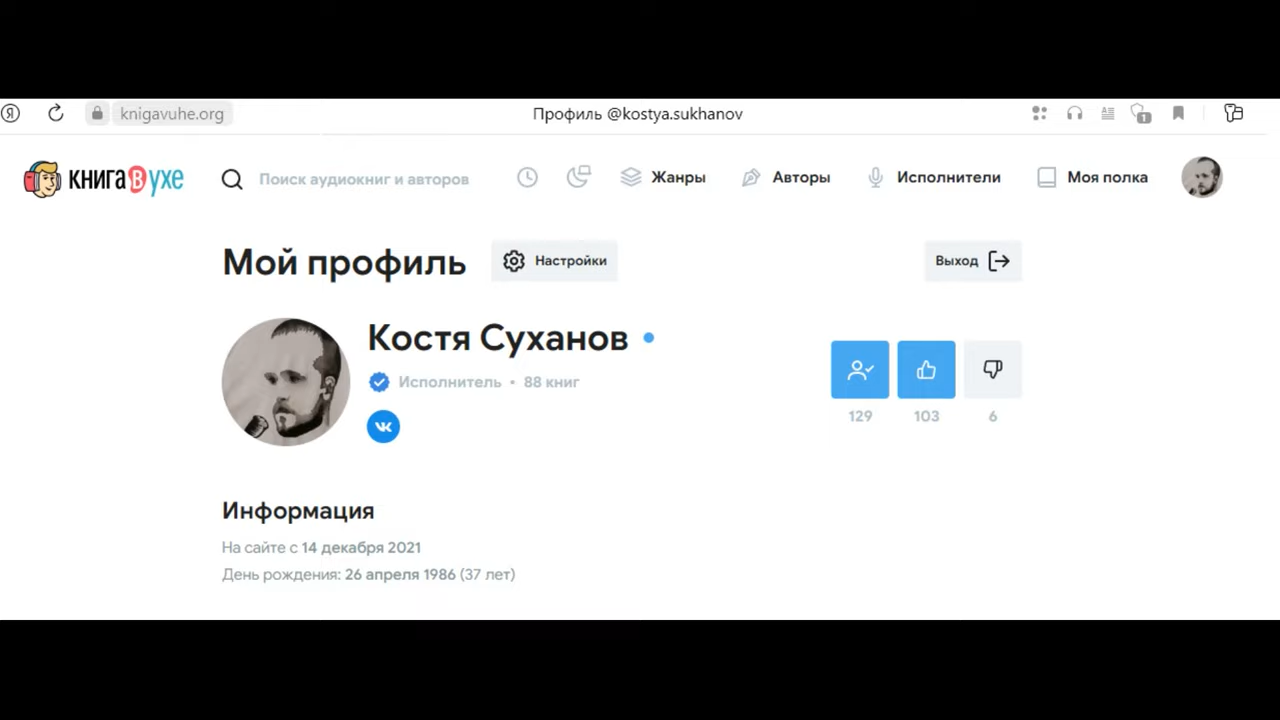 knigavuhe.org
Профиль @kostya.sukhanov
1
КНИГА В УХЕ
Поиск аудиокниг и авторов
Жанры
Авторы
Исполнители
Моя полка
Мой профиль
Настройки
Выход
Костя Суханов
Исполнитель • 88 книг
129
103
6
Информация
На сайте с 14 декабря 2021
День рождения: 26 апреля 1986 (37 лет)